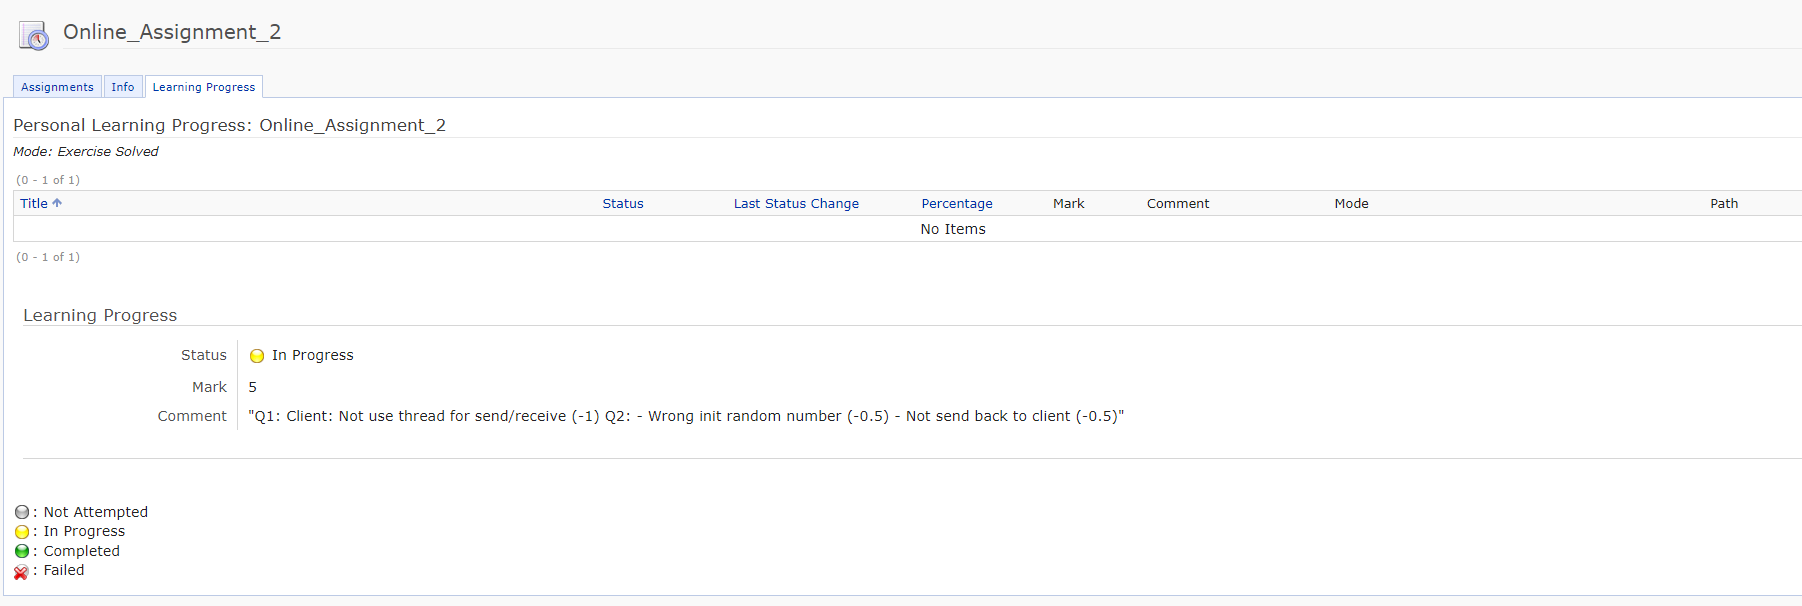 Online_Assignment_2
Assignments Info Learning Progress
Personal Learning Progress: Online_Assignment_2
Mode: Exercise Solved
(0 - 1 of 1)
Title Status Last Status Change Percentage Mark Comment Mode Path
No Items
(0 - 1 of 1)
Learning Progress
Status In Progress
Mark 5
Comment "Q1: Client: Not use thread for send/receive (-1) Q2: - Wrong init random number (-0.5) - Not send back to client (-0.5)"
: Not Attempted
: In Progress
: Completed
: Failed